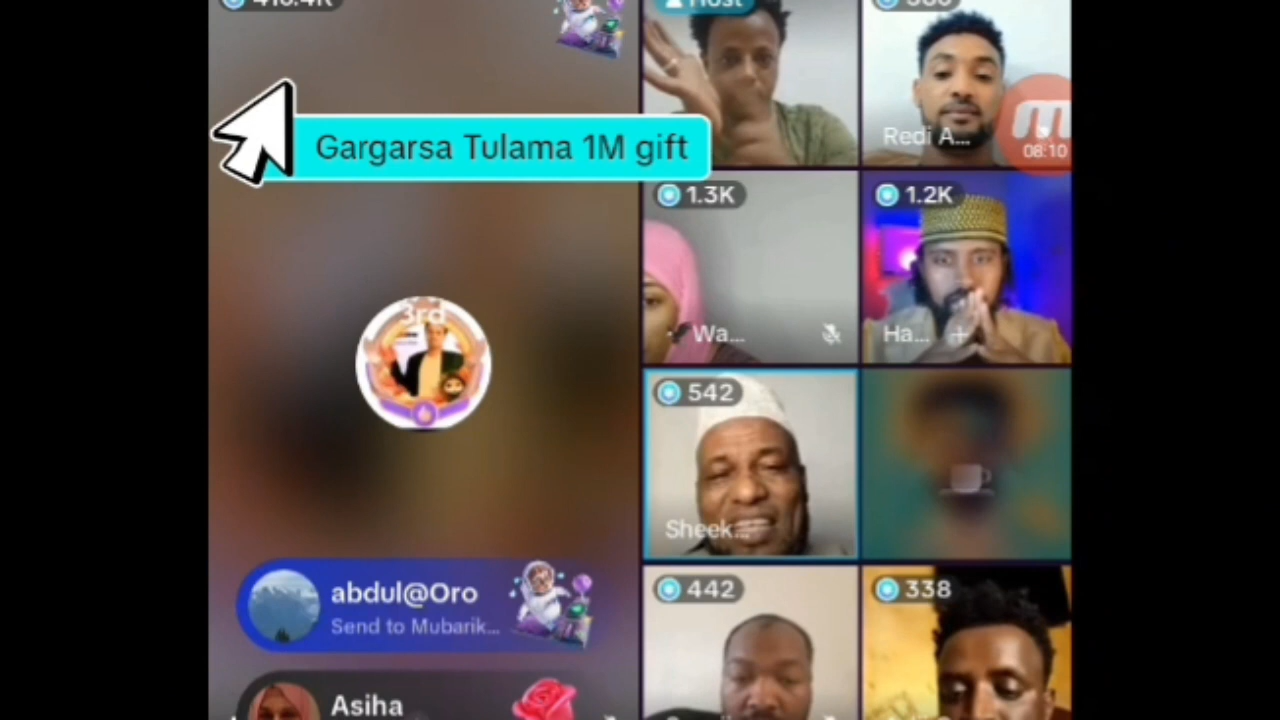 Host
Gargarsa Tulama 1M gift
Redi A...
08:10
1.3K
1.2K
3rd
Wa...
Ha...
542
Sheek...
abdul@Oro
Send to Mubarik...
442
338
Asiha